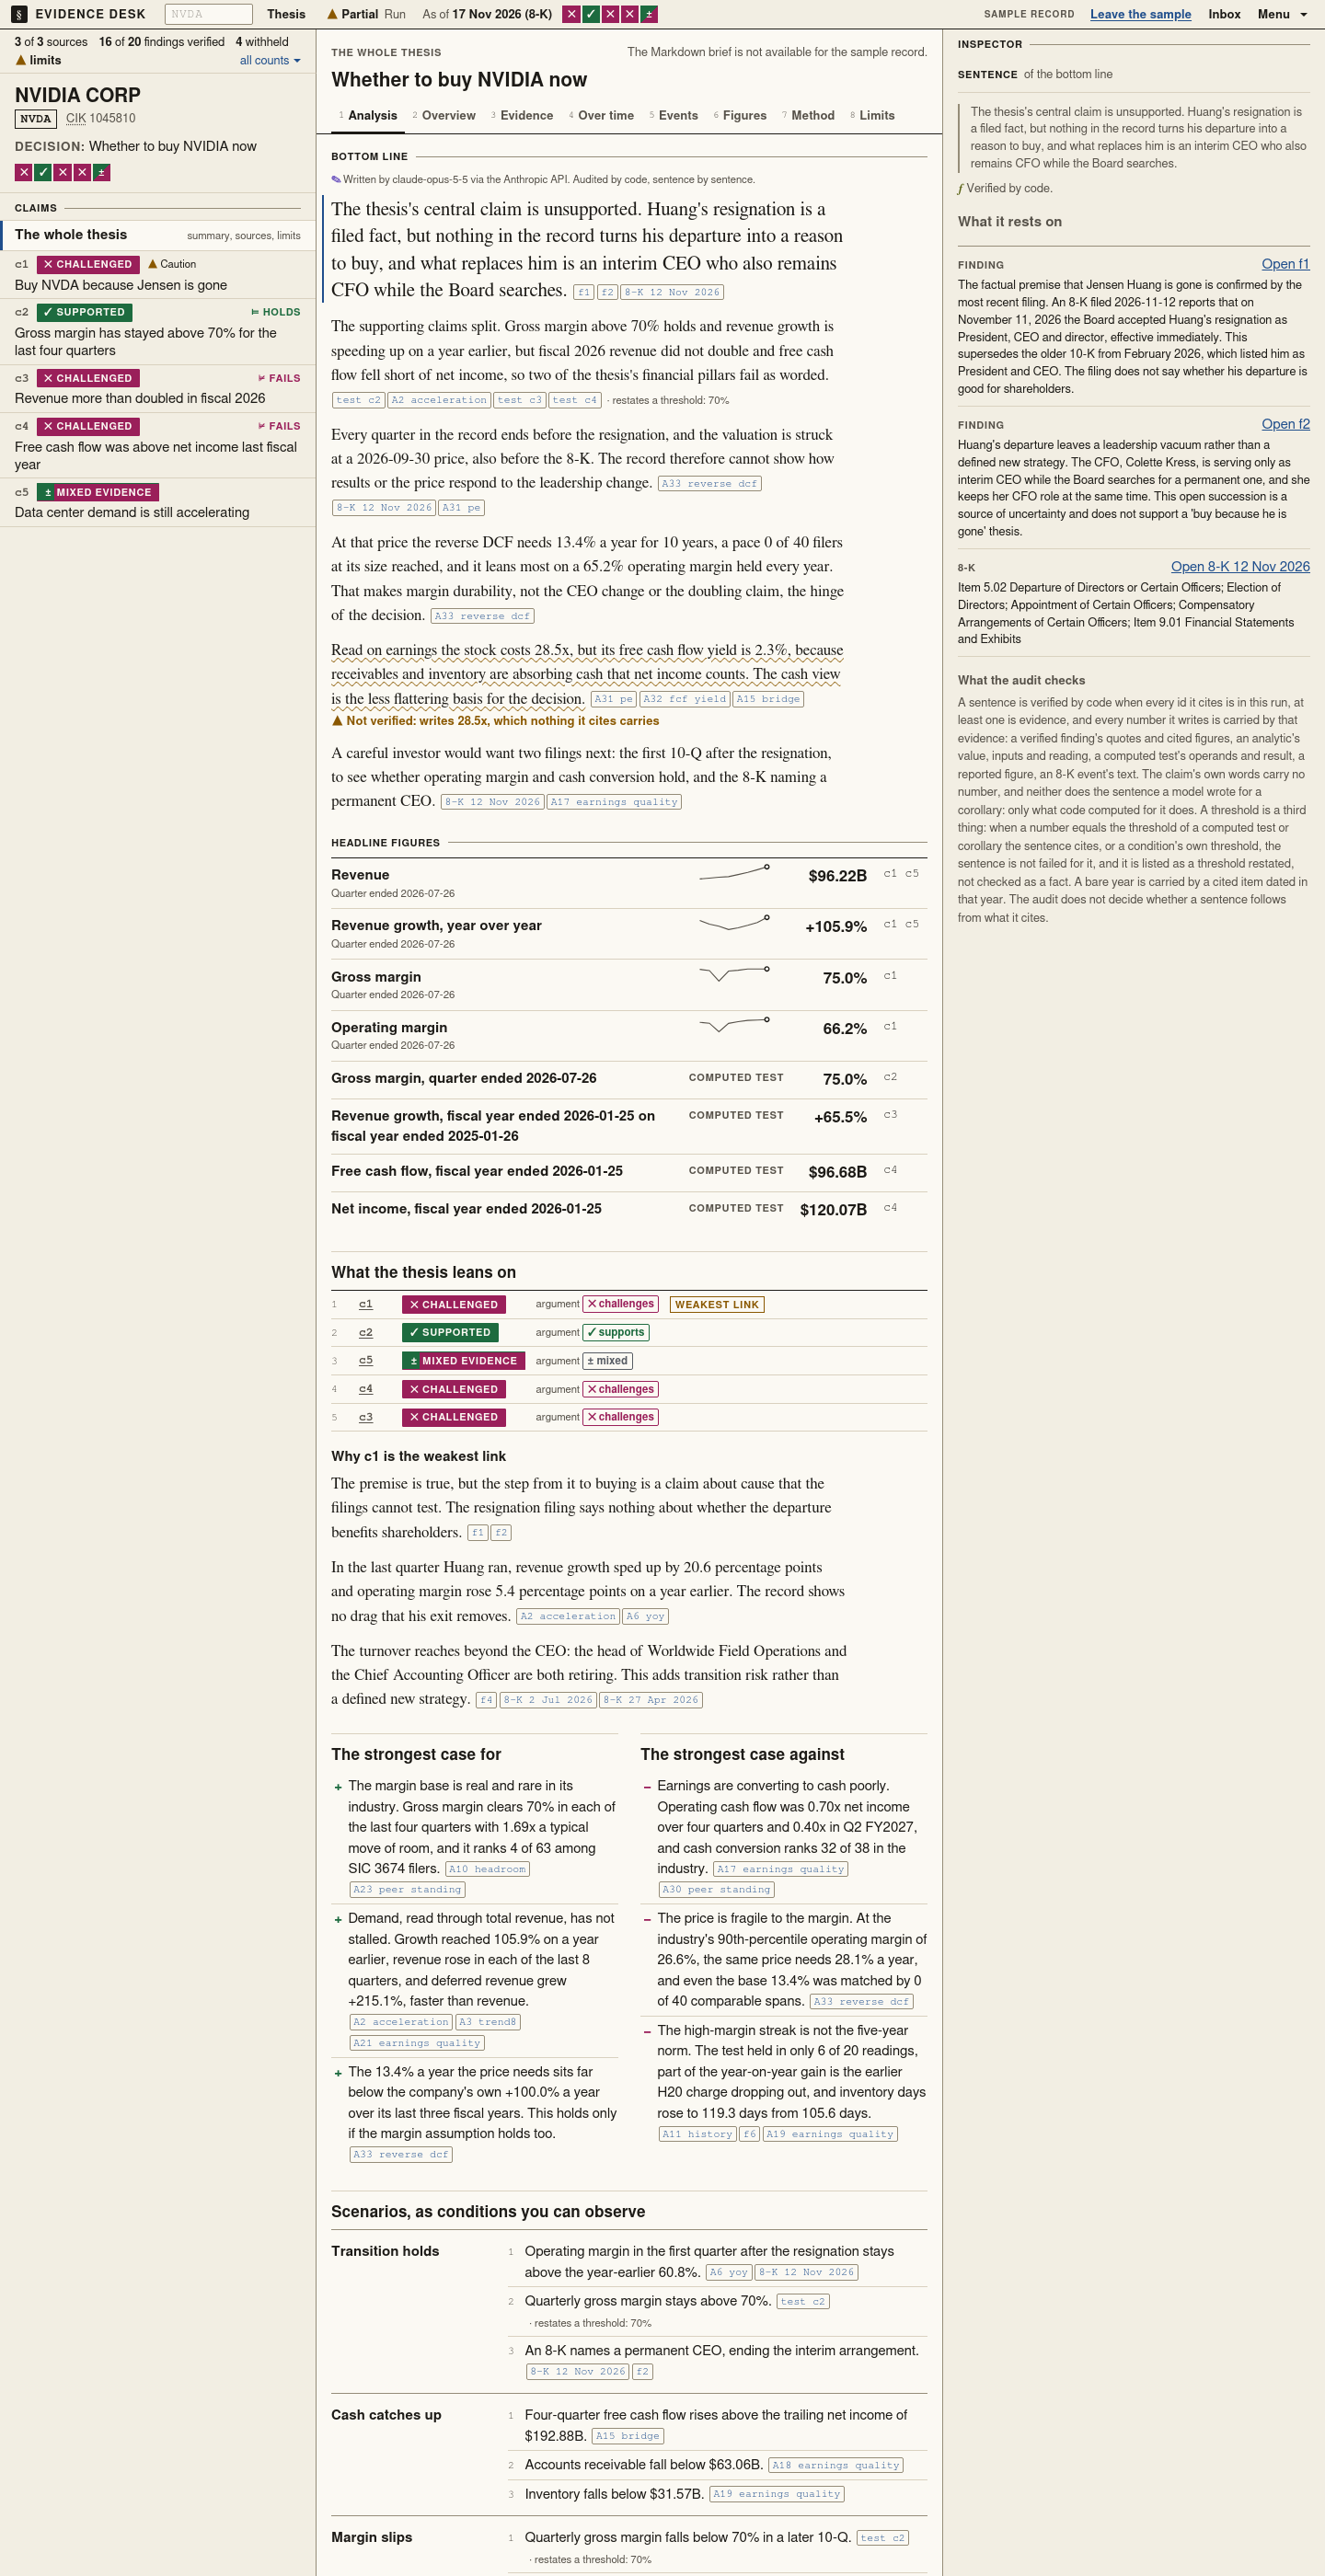 § EVIDENCE DESK NVDA Thesis ▲ Partial Run As of 17 Nov 2026 (8-K) ✕ ✓ ✕ ✕ ± SAMPLE RECORD Leave the sample Inbox Menu
3 of 3 sources 16 of 20 findings verified 4 withheld
▲ limits all counts
NVIDIA CORP
NVDA CIK 1045810
DECISION: Whether to buy NVIDIA now
✕ ✓ ✕ ✕ ±
CLAIMS
The whole thesis summary, sources, limits
c1 ✕ CHALLENGED ▲ Caution
Buy NVDA because Jensen is gone
c2 ✓ SUPPORTED ⊨ HOLDS
Gross margin has stayed above 70% for the
last four quarters
c3 ✕ CHALLENGED ⊭ FAILS
Revenue more than doubled in fiscal 2026
c4 ✕ CHALLENGED ⊭ FAILS
Free cash flow was above net income last fiscal
year
c5 ± MIXED EVIDENCE
Data center demand is still accelerating
THE WHOLE THESIS The Markdown brief is not available for the sample record.
Whether to buy NVIDIA now
1 Analysis 2 Overview 3 Evidence 4 Over time 5 Events 6 Figures 7 Method 8 Limits
BOTTOM LINE
✎ Written by claude-opus-5-5 via the Anthropic API. Audited by code, sentence by sentence.
The thesis's central claim is unsupported. Huang's resignation is a
filed fact, but nothing in the record turns his departure into a reason
to buy, and what replaces him is an interim CEO who also remains
CFO while the Board searches. f1 f2 8-K 12 Nov 2026
The supporting claims split. Gross margin above 70% holds and revenue growth is
speeding up on a year earlier, but fiscal 2026 revenue did not double and free cash
flow fell short of net income, so two of the thesis's financial pillars fail as worded.
test c2 A2 acceleration test c3 test c4 · restates a threshold: 70%
Every quarter in the record ends before the resignation, and the valuation is struck
at a 2026-09-30 price, also before the 8-K. The record therefore cannot show how
results or the price respond to the leadership change. A33 reverse dcf
8-K 12 Nov 2026 A31 pe
At that price the reverse DCF needs 13.4% a year for 10 years, a pace 0 of 40 filers
at its size reached, and it leans most on a 65.2% operating margin held every year.
That makes margin durability, not the CEO change or the doubling claim, the hinge
of the decision. A33 reverse dcf
Read on earnings the stock costs 28.5x, but its free cash flow yield is 2.3%, because
receivables and inventory are absorbing cash that net income counts. The cash view
is the less flattering basis for the decision. A31 pe A32 fcf yield A15 bridge
▲ Not verified: writes 28.5x, which nothing it cites carries
A careful investor would want two filings next: the first 10-Q after the resignation,
to see whether operating margin and cash conversion hold, and the 8-K naming a
permanent CEO. 8-K 12 Nov 2026 A17 earnings quality
HEADLINE FIGURES
Revenue $96.22B c1 c5
Quarter ended 2026-07-26
Revenue growth, year over year +105.9% c1 c5
Quarter ended 2026-07-26
Gross margin 75.0% c1
Quarter ended 2026-07-26
Operating margin 66.2% c1
Quarter ended 2026-07-26
Gross margin, quarter ended 2026-07-26 COMPUTED TEST 75.0% c2
Revenue growth, fiscal year ended 2026-01-25 on COMPUTED TEST +65.5% c3
fiscal year ended 2025-01-26
Free cash flow, fiscal year ended 2026-01-25 COMPUTED TEST $96.68B c4
Net income, fiscal year ended 2026-01-25 COMPUTED TEST $120.07B c4
What the thesis leans on
1 c1 ✕ CHALLENGED argument ✕ challenges WEAKEST LINK
2 c2 ✓ SUPPORTED argument ✓ supports
3 c5 ± MIXED EVIDENCE argument ± mixed
4 c4 ✕ CHALLENGED argument ✕ challenges
5 c3 ✕ CHALLENGED argument ✕ challenges
Why c1 is the weakest link
The premise is true, but the step from it to buying is a claim about cause that the
filings cannot test. The resignation filing says nothing about whether the departure
benefits shareholders. f1 f2
In the last quarter Huang ran, revenue growth sped up by 20.6 percentage points
and operating margin rose 5.4 percentage points on a year earlier. The record shows
no drag that his exit removes. A2 acceleration A6 yoy
The turnover reaches beyond the CEO: the head of Worldwide Field Operations and
the Chief Accounting Officer are both retiring. This adds transition risk rather than
a defined new strategy. f4 8-K 2 Jul 2026 8-K 27 Apr 2026
The strongest case for
+ The margin base is real and rare in its
industry. Gross margin clears 70% in each of
the last four quarters with 1.69x a typical
move of room, and it ranks 4 of 63 among
SIC 3674 filers. A10 headroom
A23 peer standing
+ Demand, read through total revenue, has not
stalled. Growth reached 105.9% on a year
earlier, revenue rose in each of the last 8
quarters, and deferred revenue grew
+215.1%, faster than revenue.
A2 acceleration A3 trend8
A21 earnings quality
+ The 13.4% a year the price needs sits far
below the company's own +100.0% a year
over its last three fiscal years. This holds only
if the margin assumption holds too.
A33 reverse dcf
The strongest case against
− Earnings are converting to cash poorly.
Operating cash flow was 0.70x net income
over four quarters and 0.40x in Q2 FY2027,
and cash conversion ranks 32 of 38 in the
industry. A17 earnings quality
A30 peer standing
− The price is fragile to the margin. At the
industry's 90th-percentile operating margin of
26.6%, the same price needs 28.1% a year,
and even the base 13.4% was matched by 0
of 40 comparable spans. A33 reverse dcf
− The high-margin streak is not the five-year
norm. The test held in only 6 of 20 readings,
part of the year-on-year gain is the earlier
H20 charge dropping out, and inventory days
rose to 119.3 days from 105.6 days.
A11 history f6 A19 earnings quality
Scenarios, as conditions you can observe
Transition holds
1 Operating margin in the first quarter after the resignation stays
above the year-earlier 60.8%. A6 yoy 8-K 12 Nov 2026
2 Quarterly gross margin stays above 70%. test c2
· restates a threshold: 70%
3 An 8-K names a permanent CEO, ending the interim arrangement.
8-K 12 Nov 2026 f2
Cash catches up
1 Four-quarter free cash flow rises above the trailing net income of
$192.88B. A15 bridge
2 Accounts receivable fall below $63.06B. A18 earnings quality
3 Inventory falls below $31.57B. A19 earnings quality
Margin slips
1 Quarterly gross margin falls below 70% in a later 10-Q. test c2
· restates a threshold: 70%
INSPECTOR
SENTENCE of the bottom line
The thesis's central claim is unsupported. Huang's resignation is
a filed fact, but nothing in the record turns his departure into a
reason to buy, and what replaces him is an interim CEO who also
remains CFO while the Board searches.
ƒ Verified by code.
What it rests on
FINDING Open f1
The factual premise that Jensen Huang is gone is confirmed by the
most recent filing. An 8-K filed 2026-11-12 reports that on
November 11, 2026 the Board accepted Huang's resignation as
President, CEO and director, effective immediately. This
supersedes the older 10-K from February 2026, which listed him as
President and CEO. The filing does not say whether his departure is
good for shareholders.
FINDING Open f2
Huang's departure leaves a leadership vacuum rather than a
defined new strategy. The CFO, Colette Kress, is serving only as
interim CEO while the Board searches for a permanent one, and she
keeps her CFO role at the same time. This open succession is a
source of uncertainty and does not support a 'buy because he is
gone' thesis.
8-K Open 8-K 12 Nov 2026
Item 5.02 Departure of Directors or Certain Officers; Election of
Directors; Appointment of Certain Officers; Compensatory
Arrangements of Certain Officers; Item 9.01 Financial Statements
and Exhibits
What the audit checks
A sentence is verified by code when every id it cites is in this run, at
least one is evidence, and every number it writes is carried by that
evidence: a verified finding's quotes and cited figures, an analytic's
value, inputs and reading, a computed test's operands and result, a
reported figure, an 8-K event's text. The claim's own words carry no
number, and neither does the sentence a model wrote for a
corollary: only what code computed for it does. A threshold is a third
thing: when a number equals the threshold of a computed test or
corollary the sentence cites, or a condition's own threshold, the
sentence is not failed for it, and it is listed as a threshold restated,
not checked as a fact. A bare year is carried by a cited item dated in
that year. The audit does not decide whether a sentence follows
from what it cites.